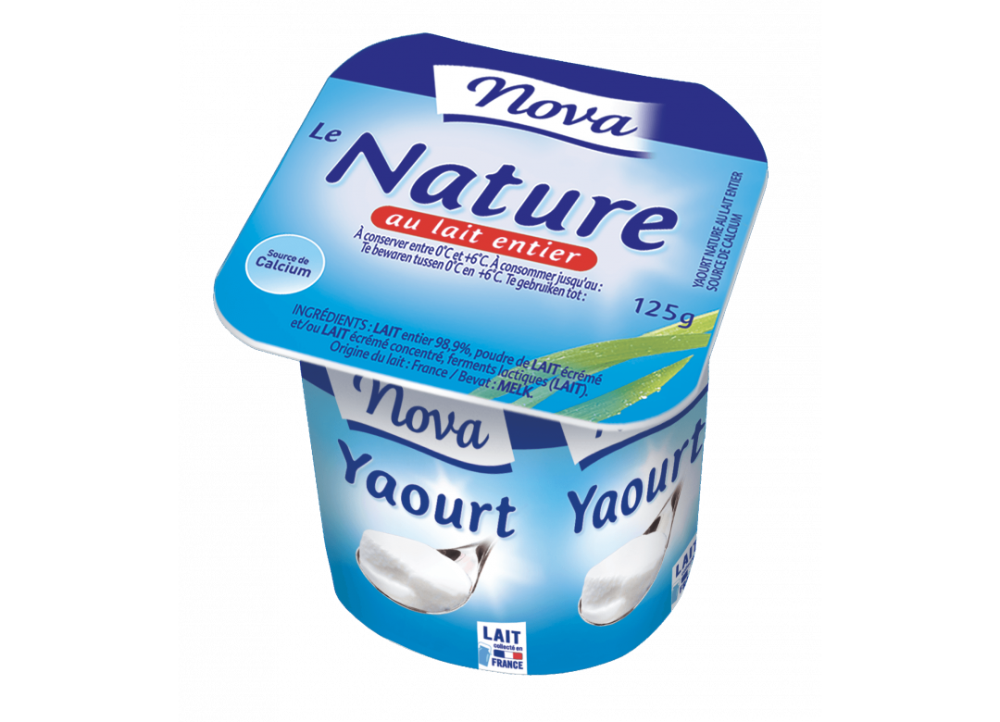 Nova
Le Nature
au lait entier
À conserver entre 0°C et +6°C. À consommer jusqu'au :
Te bewaren tussen 0°C en +6°C. Te gebruiken tot :
Source de
Calcium
125g
YAOURT NATURE AU LAIT ENTIER
SOURCE DE CALCIUM
INGRÉDIENTS : LAIT entier 98,9%, poudre de LAIT écrémé
et/ou LAIT écrémé concentré, ferments lactiques (LAIT).
Origine du lait : France / Bevat : MELK.
Nova
Yaourt
Yaourt
LAIT
collecté en
FRANCE
LAIT